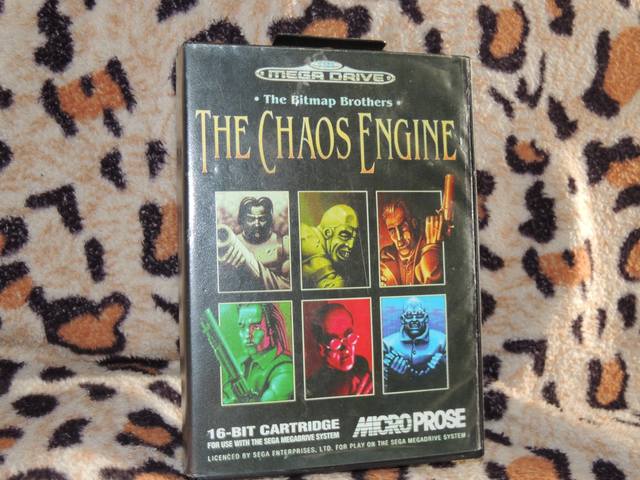 MEGA DRIVE
• The Bitmap Brothers •
THE CHAOS ENGINE
16-BIT CARTRIDGE
FOR USE WITH THE SEGA MEGADRIVE SYSTEM
MICROPROSE
LICENCED BY SEGA ENTERPRISES, LTD. FOR PLAY ON THE SEGA MEGADRIVE SYSTEM